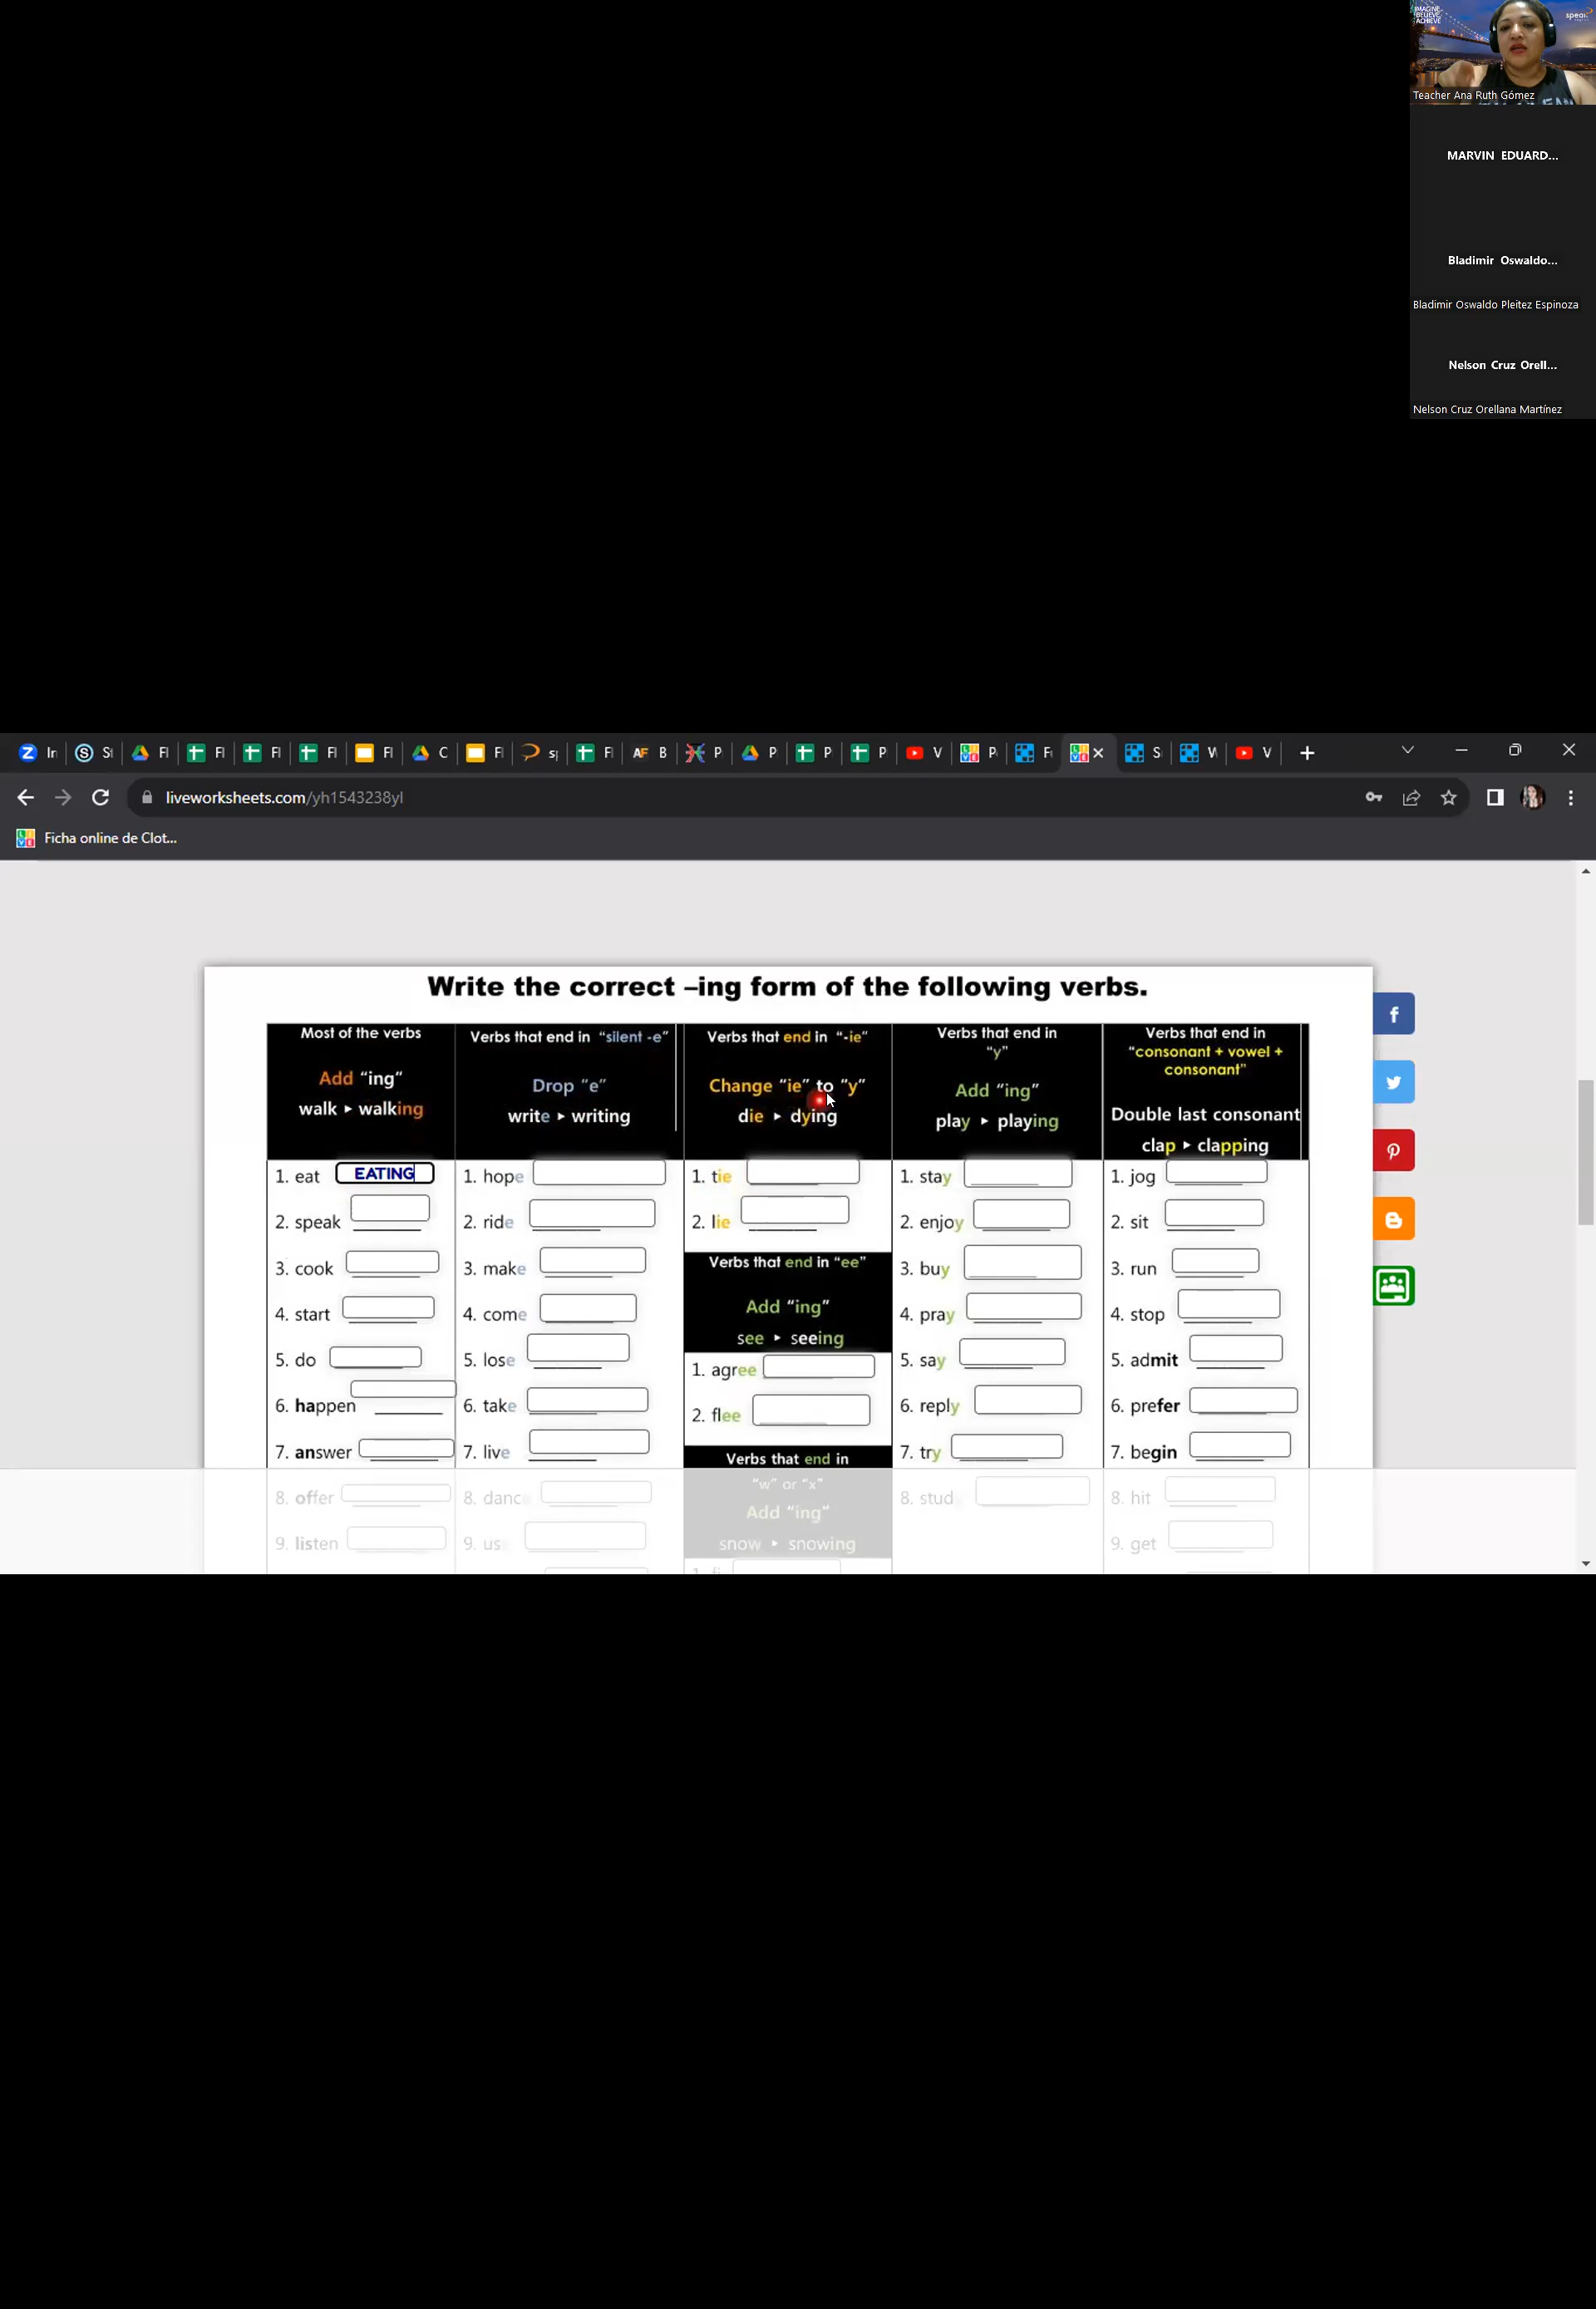 IMAGINE
BELIEVE
ACHIEVE
Teacher Ana Ruth Gómez
MARVIN EDUARD...
Bladimir Oswaldo...
Bladimir Oswaldo Pleitez Espinoza
Nelson Cruz Orell...
Nelson Cruz Orellana Martínez
liveworksheets.com/yh1543238yl
Ficha online de Clot...
Write the correct –ing form of the following verbs.
Most of the verbs
Add “ing”
walk ▸ walking
1. eat EATING
2. speak
3. cook
4. start
5. do
6. happen
7. answer
8. offer
9. listen
Verbs that end in “silent -e”
Drop “e”
write ▸ writing
1. hope
2. ride
3. make
4. come
5. lose
6. take
7. live
8. danc
9. us
Verbs that end in “-ie”
Change “ie” to “y”
die ▸ dying
1. tie
2. lie
Verbs that end in “ee”
Add “ing”
see ▸ seeing
1. agree
2. flee
Verbs that end in
“w” or “x”
Add “ing”
snow ▸ snowing
Verbs that end in
“y”
Add “ing”
play ▸ playing
1. stay
2. enjoy
3. buy
4. pray
5. say
6. reply
7. try
8. stud
Verbs that end in
“consonant + vowel +
consonant”
Double last consonant
clap ▸ clapping
1. jog
2. sit
3. run
4. stop
5. admit
6. prefer
7. begin
8. hit
9. get